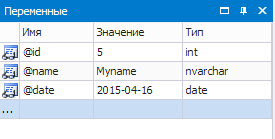 Переменные
Имя Значение Тип
@id 5 int
@name Myname nvarchar
@date 2015-04-16 date
...